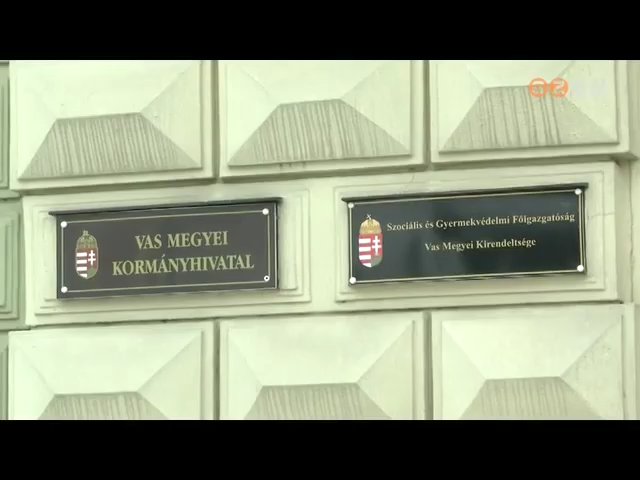 VAS MEGYEI
KORMÁNYHIVATAL
Szociális és Gyermekvédelmi Főigazgatóság
Vas Megyei Kirendeltsége